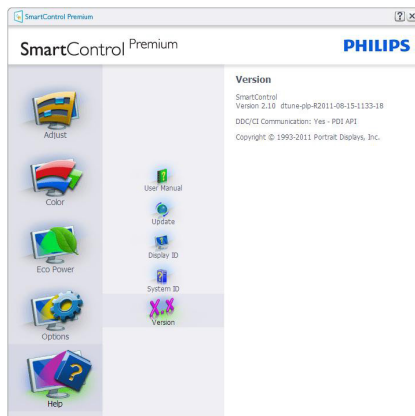 SmartControl Premium
SmartControl Premium
PHILIPS
Adjust
Color
Eco Power
Options
Help
User Manual
Update
Display ID
System ID
X.X
Version
Version
SmartControl
Version 2.10 dtune-plp-R2011-08-15-1133-18
DDC/CI Communication: Yes - PDI API
Copyright © 1993-2011 Portrait Displays, Inc.